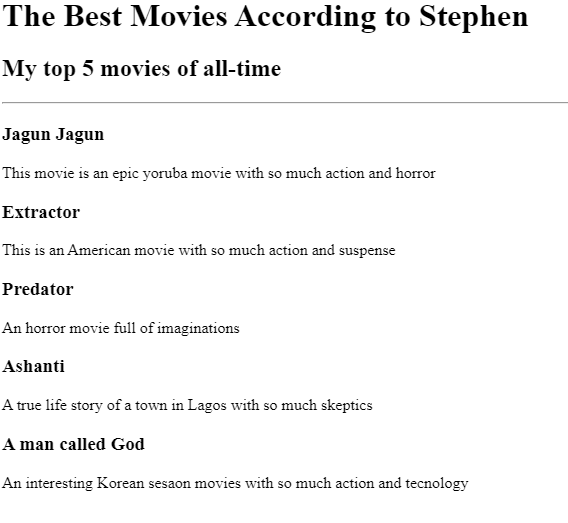 The Best Movies According to Stephen
My top 5 movies of all-time
Jagun Jagun
This movie is an epic yoruba movie with so much action and horror
Extractor
This is an American movie with so much action and suspense
Predator
An horror movie full of imaginations
Ashanti
A true life story of a town in Lagos with so much skeptics
A man called God
An interesting Korean sesaon movies with so much action and tecnology